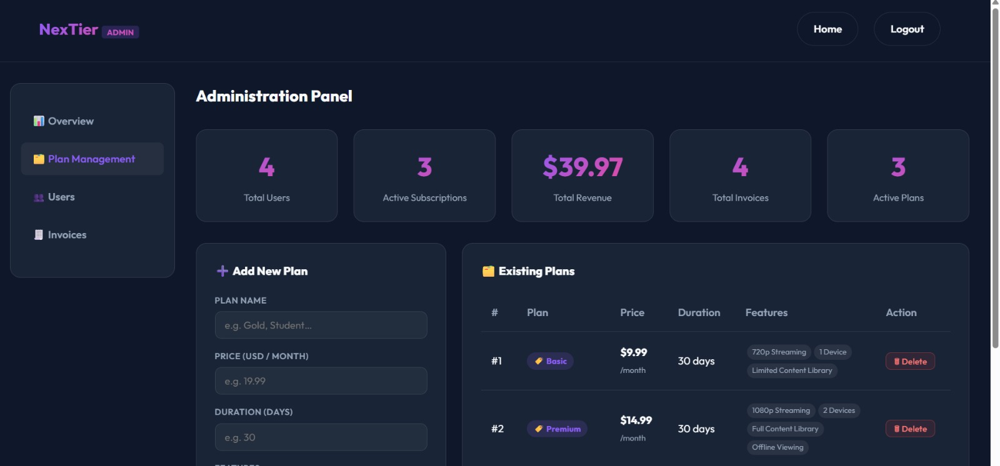 NexTier ADMIN
Home
Logout
Overview
Plan Management
Users
Invoices
Administration Panel
4
Total Users
3
Active Subscriptions
$39.97
Total Revenue
4
Total Invoices
3
Active Plans
Add New Plan
PLAN NAME
e.g. Gold, Student...
PRICE (USD / MONTH)
e.g. 19.99
DURATION (DAYS)
e.g. 30
Existing Plans
# Plan Price Duration Features Action
#1 Basic $9.99 /month 30 days 720p Streaming 1 Device Limited Content Library Delete
#2 Premium $14.99 /month 30 days 1080p Streaming 2 Devices Full Content Library Offline Viewing Delete